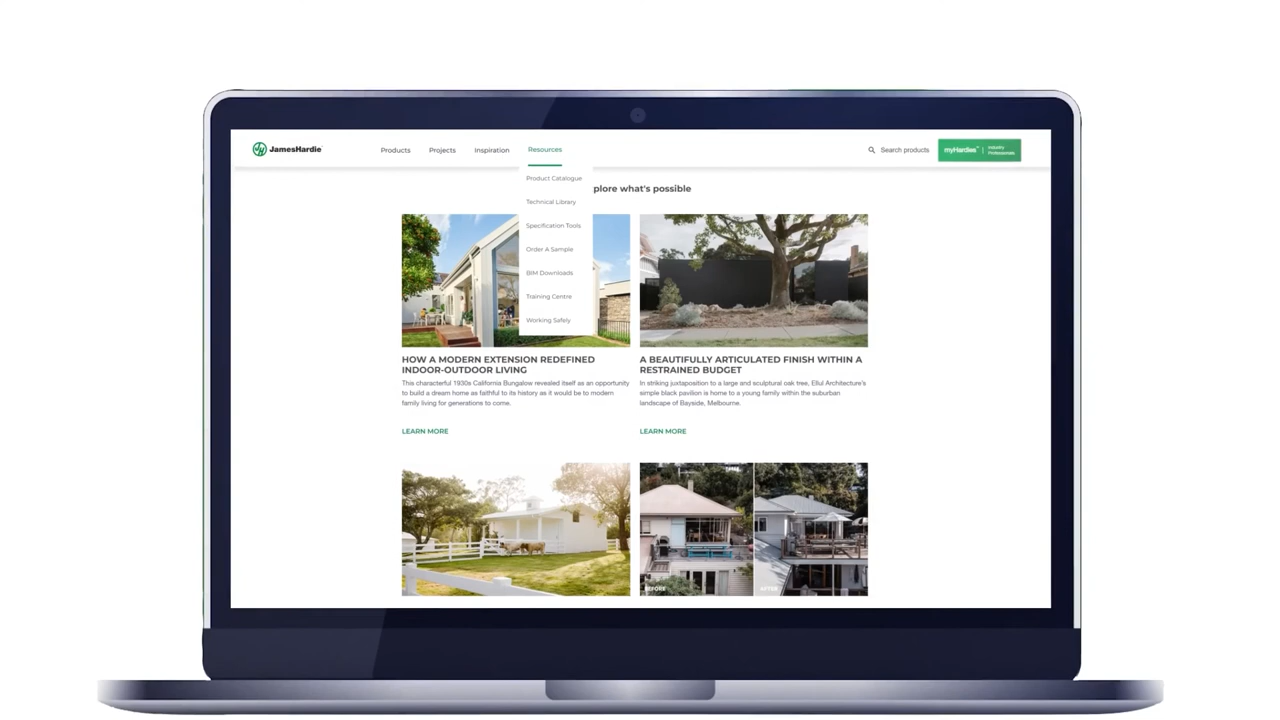 JamesHardie
Products
Projects
Inspiration
Resources
Search products
Industry
Professionals
Product Catalogue
Technical Library
Specification Tools
Order A Sample
BIM Downloads
Training Centre
Working Safely
plore what's possible
HOW A MODERN EXTENSION REDEFINED
INDOOR-OUTDOOR LIVING
This characterful 1930s California Bungalow revealed itself as an opportunity
to build a dream home as faithful to its history as it would be to modern
family living for generations to come.
LEARN MORE
A BEAUTIFULLY ARTICULATED FINISH WITHIN A
RESTRAINED BUDGET
In striking juxtaposition to a large and sculptural oak tree, Ellul Architecture's
simple black pavilion is home to a young family within the suburban
landscape of Bayside, Melbourne.
LEARN MORE
BEFORE
AFTER